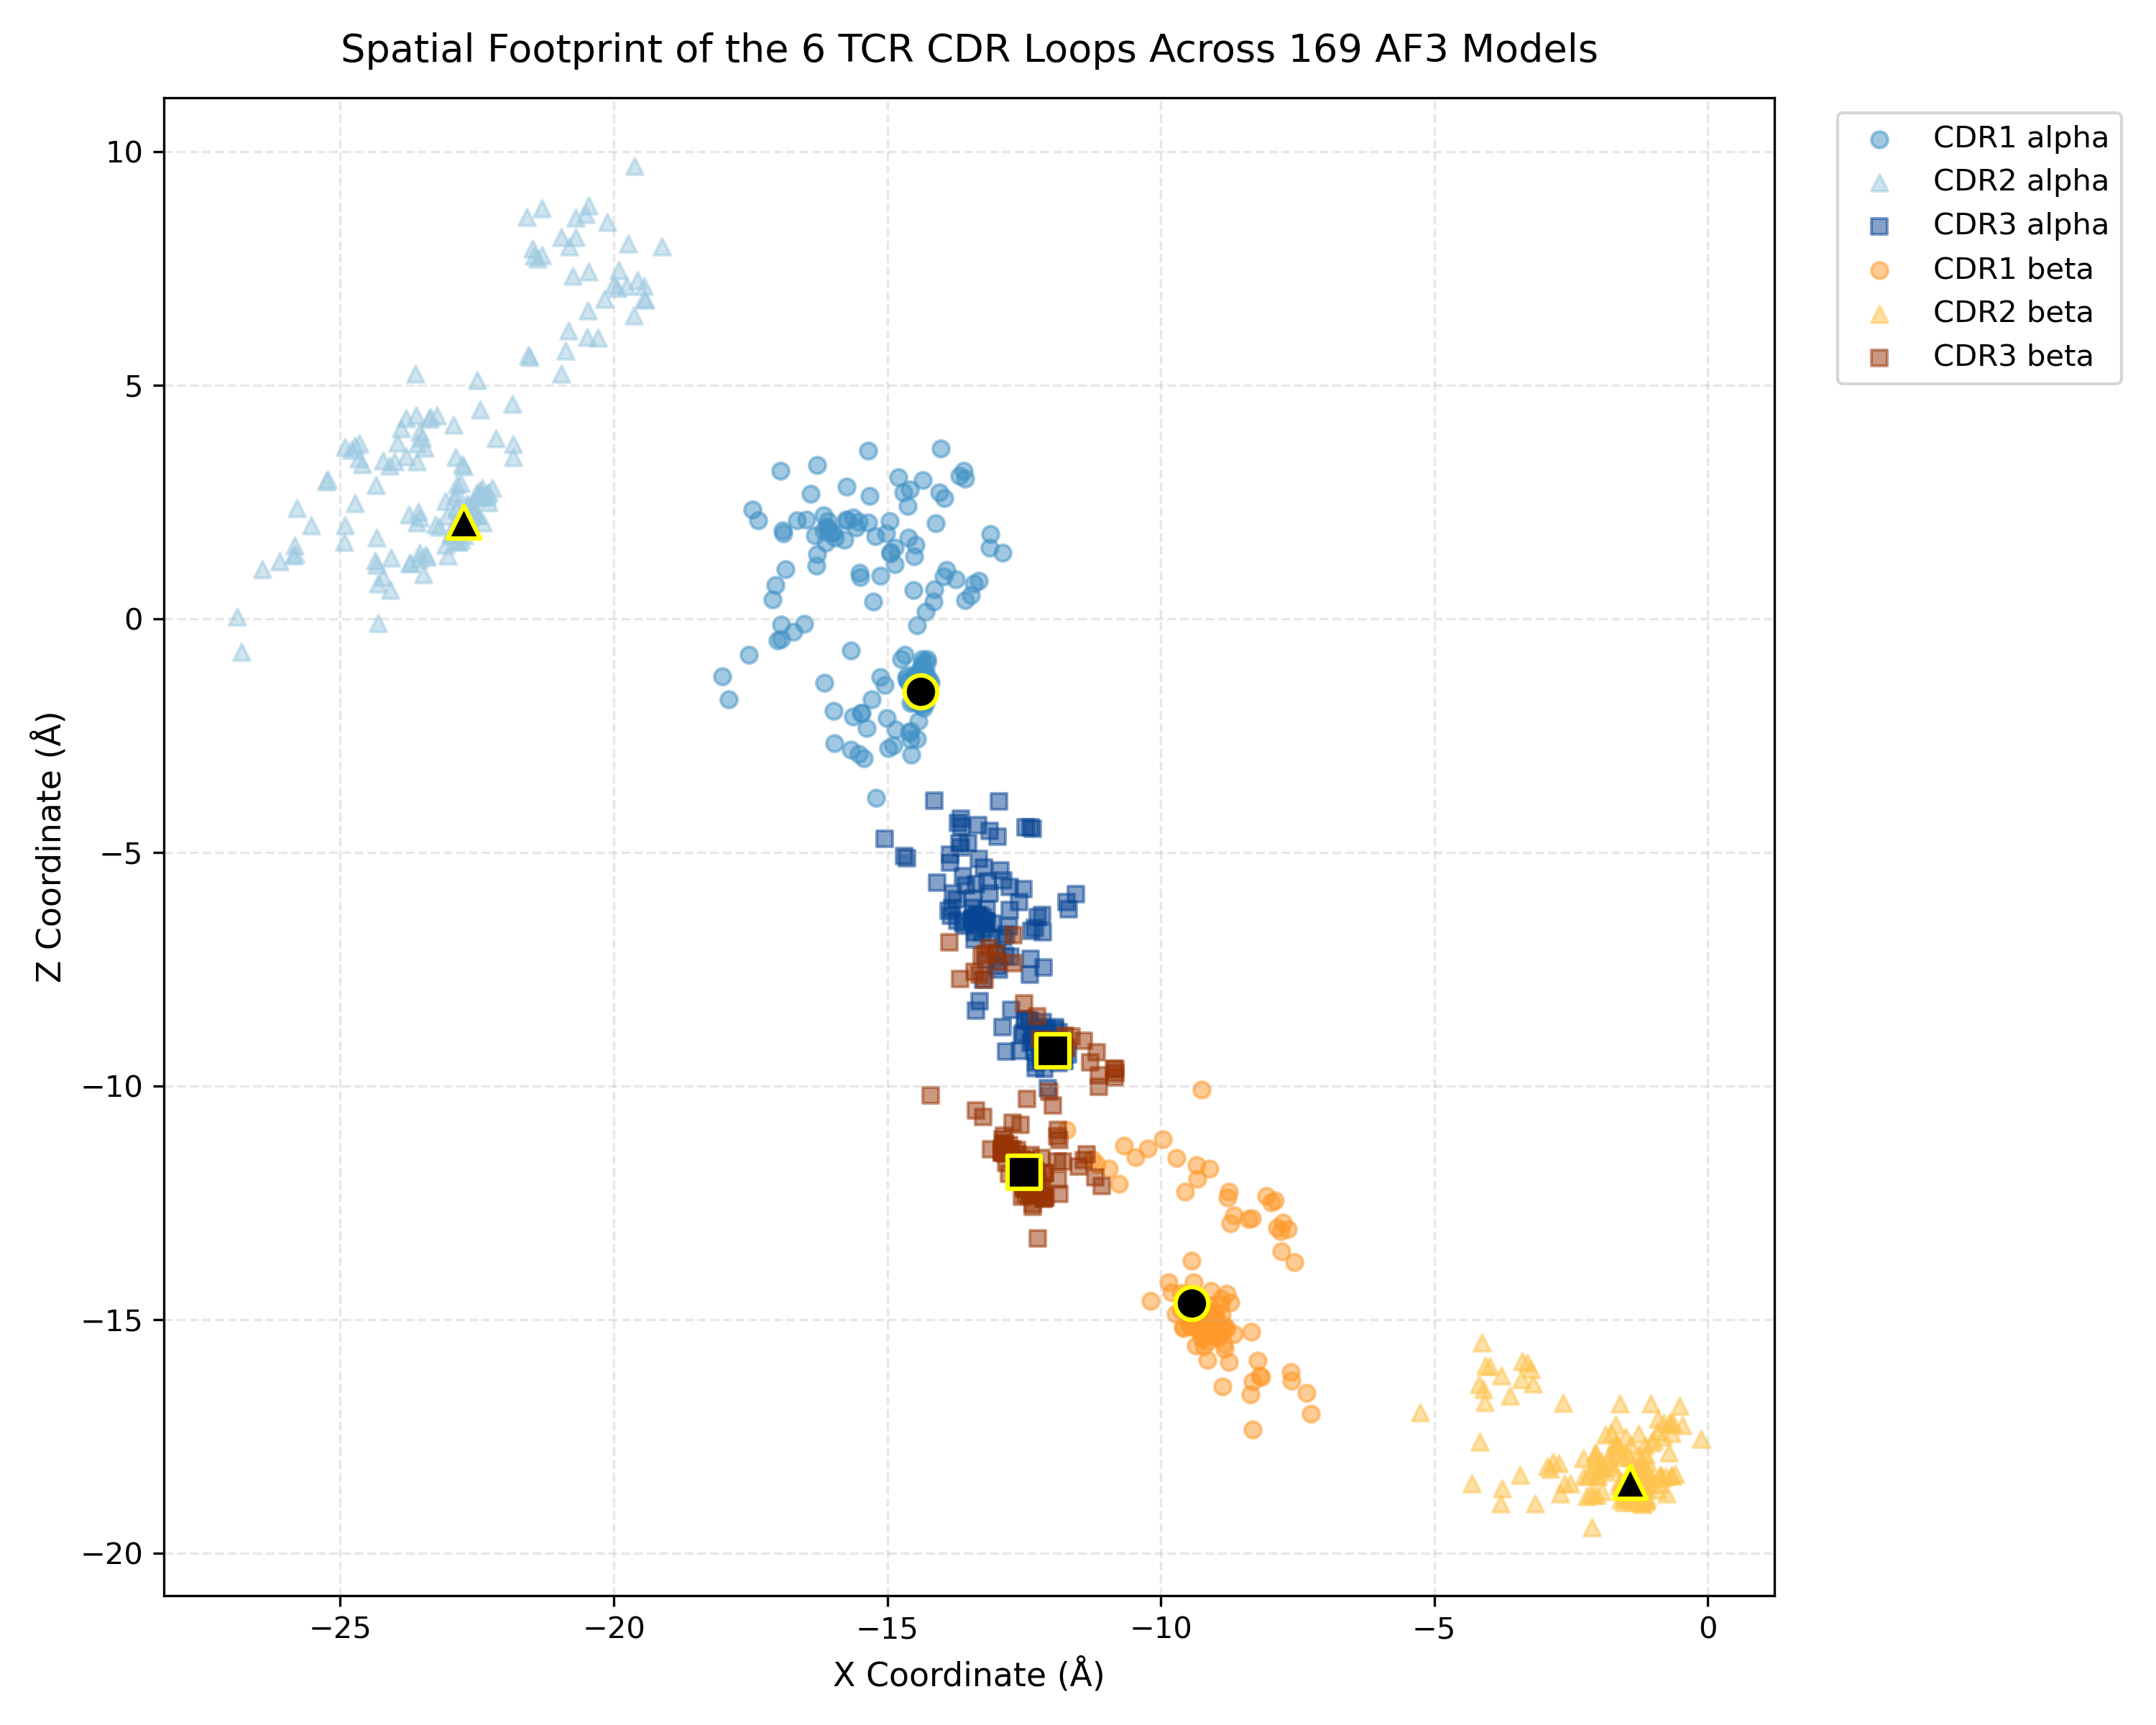 Spatial Footprint of the 6 TCR CDR Loops Across 169 AF3 Models
CDR1 alpha
CDR2 alpha
CDR3 alpha
CDR1 beta
CDR2 beta
CDR3 beta
10
5
0
−5
−10
−15
−20
Z Coordinate (Å)
−25
−20
−15
−10
−5
0
X Coordinate (Å)